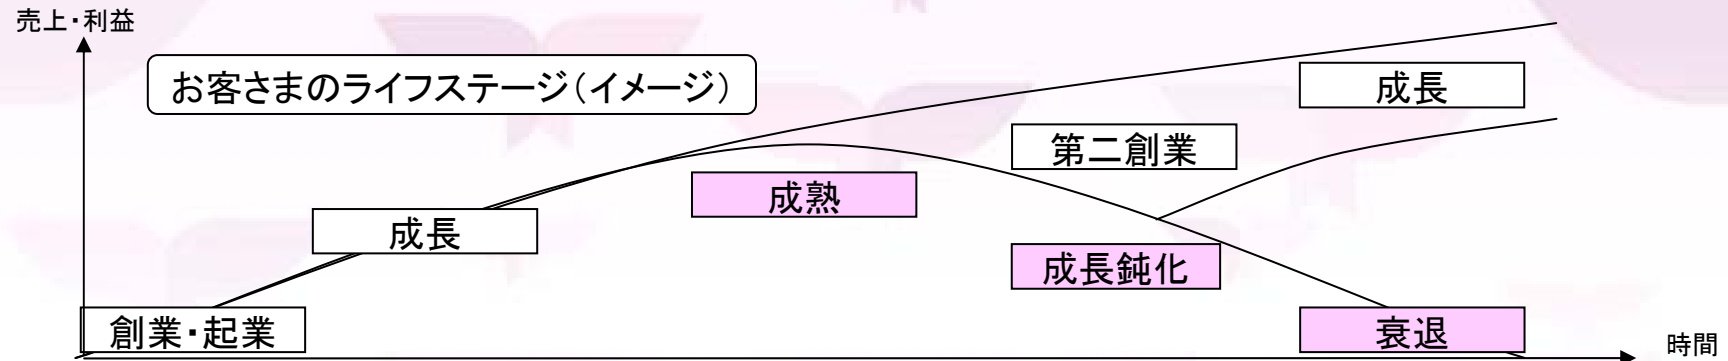 売上・利益
お客さまのライフステージ（イメージ）
成長
第二創業
成熟
成長
成長鈍化
創業・起業
衰退
時間